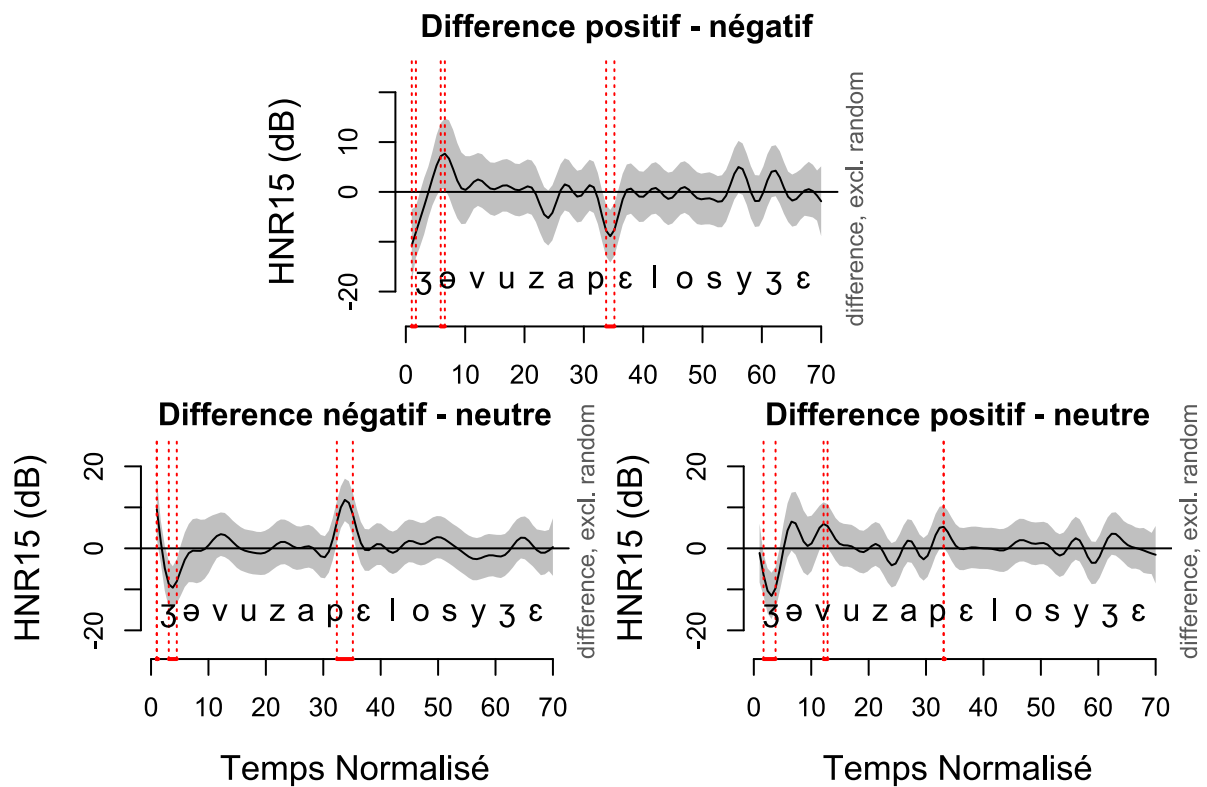 Difference positif - négatif
HNR15 (dB)
10
0
-20
ʒ ə v u z a p ɛ l o s y ʒ ɛ
difference, excl. random
0 10 20 30 40 50 60 70
Difference négatif - neutre
HNR15 (dB)
20
0
-20
ʒ ə v u z a p ɛ l o s y ʒ ɛ
difference, excl. random
0 10 20 30 40 50 60 70
Temps Normalisé
Difference positif - neutre
HNR15 (dB)
20
0
-20
ʒ ə v u z a p ɛ l o s y ʒ ɛ
difference, excl. random
0 10 20 30 40 50 60 70
Temps Normalisé